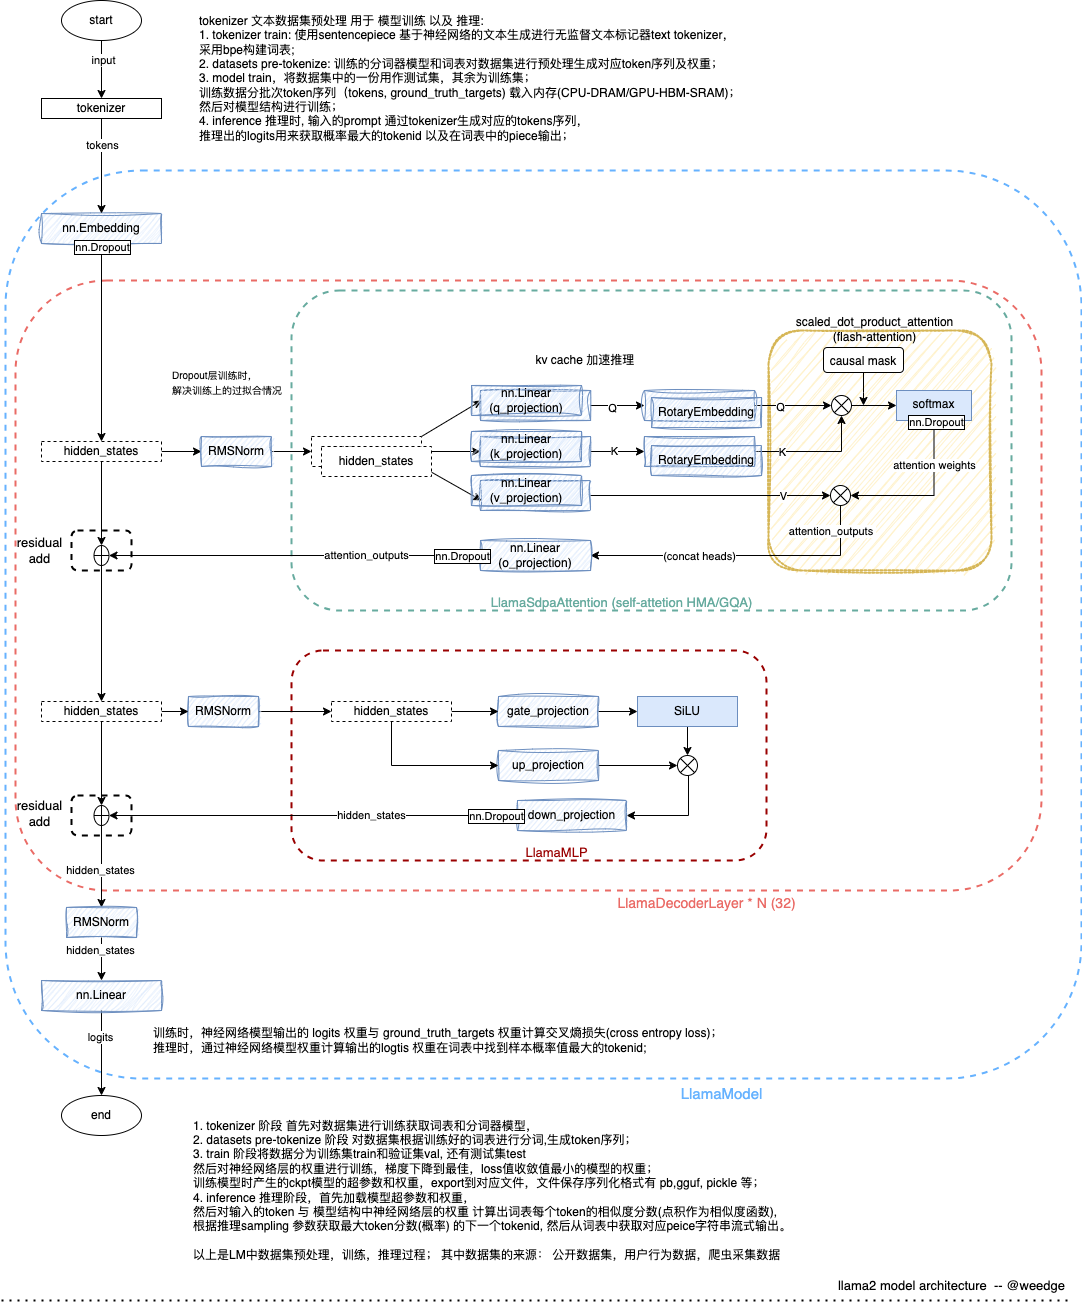 start
input
tokenizer
tokens
tokenizer 文本数据集预处理 用于 模型训练 以及 推理:
1. tokenizer train: 使用sentencepiece 基于神经网络的文本生成进行无监督文本标记器text tokenizer，
采用bpe构建词表;
2. datasets pre-tokenize: 训练的分词器模型和词表对数据集进行预处理生成对应token序列及权重；
3. model train，将数据集中的一份用作测试集，其余为训练集；
训练数据分批次token序列（tokens, ground_truth_targets) 载入内存(CPU-DRAM/GPU-HBM-SRAM)；
然后对模型结构进行训练；
4. inference 推理时, 输入的prompt 通过tokenizer生成对应的tokens序列，
推理出的logits用来获取概率最大的tokenid 以及在词表中的piece输出；
nn.Embedding
nn.Dropout
scaled_dot_product_attention
(flash-attention)
causal mask
kv cache 加速推理
Dropout层训练时，
解决训练上的过拟合情况
nn.Linear
(q_projection)
Q
RotaryEmbedding
Q
softmax
nn.Dropout
hidden_states
RMSNorm
hidden_states
nn.Linear
(k_projection)
K
RotaryEmbedding
K
attention weights
nn.Linear
(v_projection)
V
attention_outputs
residual
add
attention_outputs
nn.Dropout
nn.Linear
(o_projection)
(concat heads)
LlamaSdpaAttention (self-attetion HMA/GQA)
hidden_states
RMSNorm
hidden_states
gate_projection
SiLU
up_projection
residual
add
hidden_states
nn.Dropout
down_projection
LlamaMLP
hidden_states
LlamaDecoderLayer * N (32)
RMSNorm
hidden_states
nn.Linear
logits
训练时，神经网络模型输出的 logits 权重与 ground_truth_targets 权重计算交叉熵损失(cross entropy loss)；
推理时，通过神经网络模型权重计算输出的logtis 权重在词表中找到样本概率值最大的tokenid;
LlamaModel
end
1. tokenizer 阶段 首先对数据集进行训练获取词表和分词器模型，
2. datasets pre-tokenize 阶段 对数据集根据训练好的词表进行分词,生成token序列；
3. train 阶段将数据分为训练集train和验证集val, 还有测试集test
然后对神经网络层的权重进行训练，梯度下降到最佳，loss值收敛值最小的模型的权重；
训练模型时产生的ckpt模型的超参数和权重，export到对应文件，文件保存序列化格式有 pb,gguf, pickle 等；
4. inference 推理阶段，首先加载模型超参数和权重，
然后对输入的token 与 模型结构中神经网络层的权重 计算出词表每个token的相似度分数(点积作为相似度函数),
根据推理sampling 参数获取最大token分数(概率) 的下一个tokenid, 然后从词表中获取对应peice字符串流式输出。
以上是LM中数据集预处理，训练，推理过程； 其中数据集的来源： 公开数据集，用户行为数据，爬虫采集数据
llama2 model architecture -- @weedge